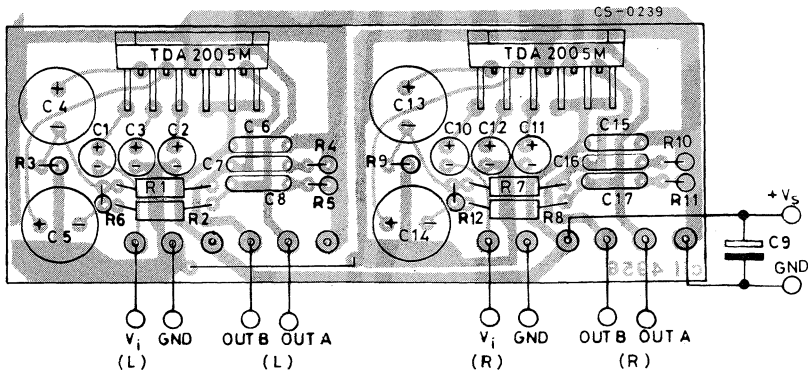 CS-0239
TDA 2005M
TDA 2005M
C4
C13
C1 C3 C2
C6
R4
C10 C12 C11
C15
R10
R3
C7
R9
C16
R1
R5
R7
R11
C8
C17
R6
R2
R12
R8
C5
C14
+Vs
C9
GND
Vi GND OUT B OUT A
(L) (L)
Vi GND OUT B OUT A
(R) (R)